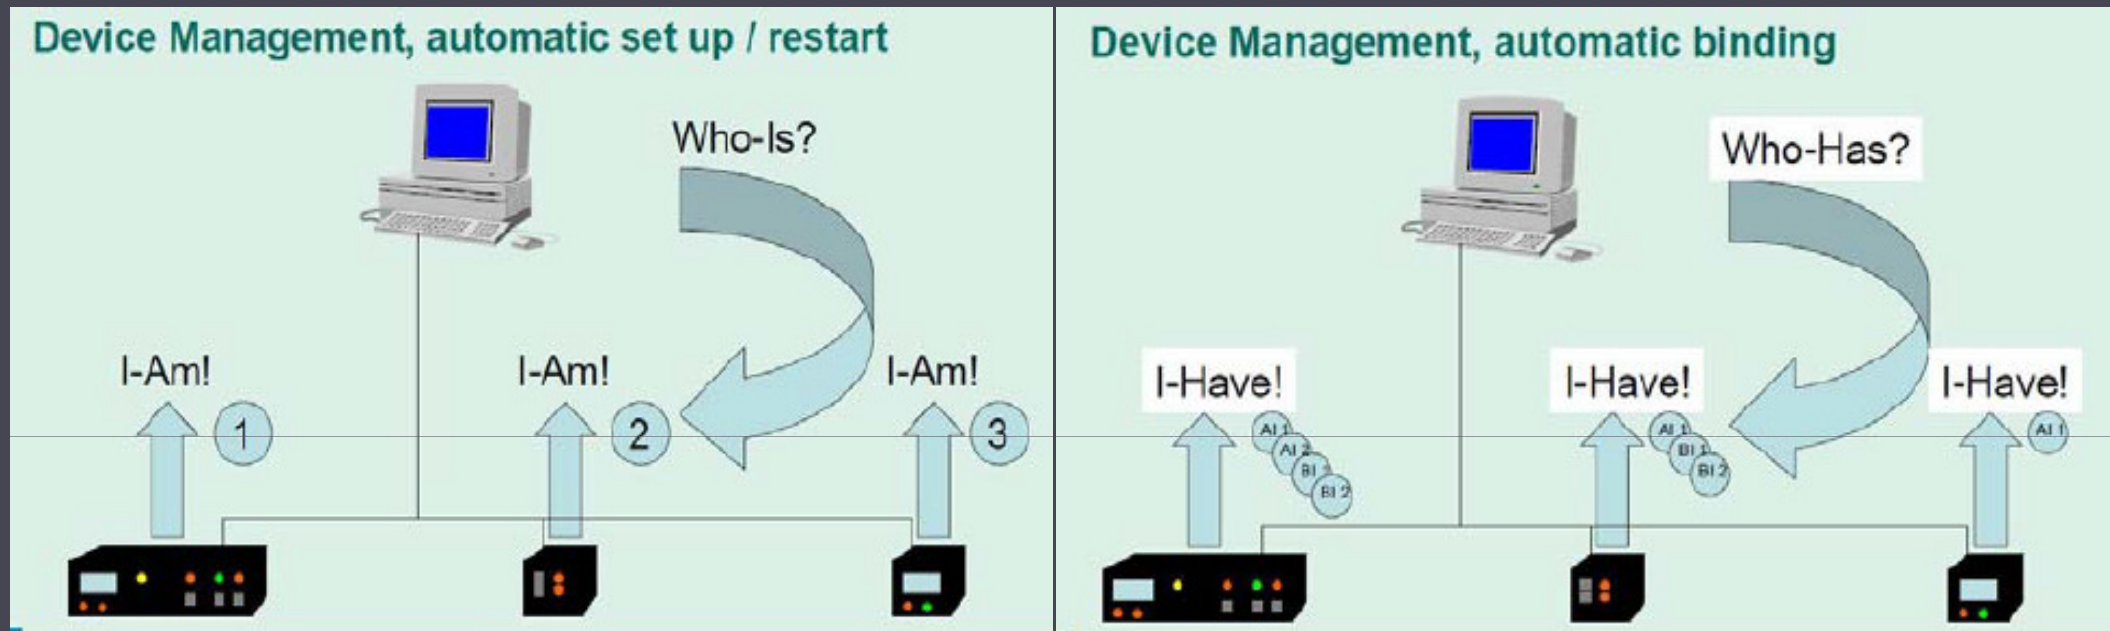 Device Management, automatic set up / restart
Who-Is?
I-Am!
I-Am!
I-Am!
1
2
3
Device Management, automatic binding
Who-Has?
I-Have!
I-Have!
I-Have!
AI 1
AI 2
BI
BI 2
AI 1
BI 1
BI 2
AI 1